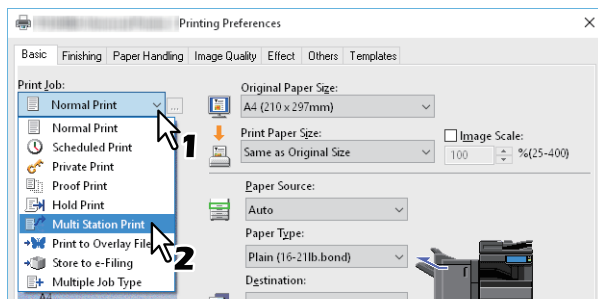 Printing Preferences
Basic Finishing Paper Handling Image Quality Effect Others Templates
Print Job:
Normal Print
...
Normal Print
Scheduled Print
Private Print
Proof Print
Hold Print
Multi Station Print
Print to Overlay File
Store to e-Filing
Multiple Job Type
1
2
Original Paper Size:
A4 (210 x 297mm)
Print Paper Size:
Same as Original Size
Image Scale:
100 %(25-400)
Paper Source:
Auto
Paper Type:
Plain (16-21lb.bond)
Destination: